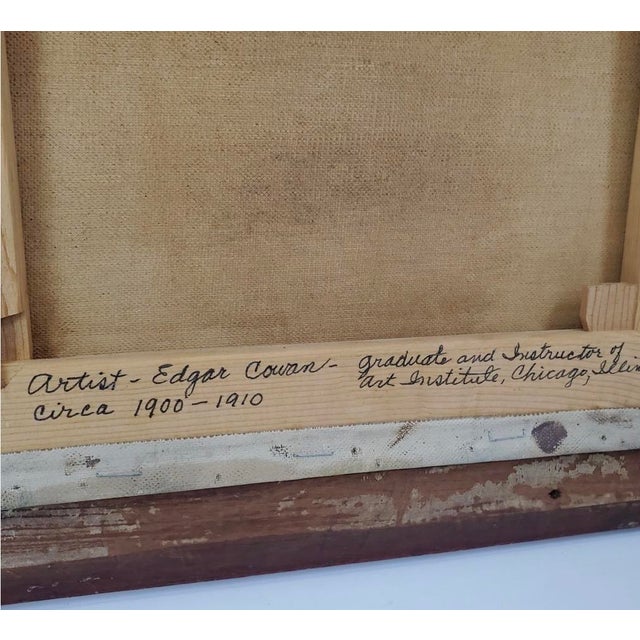 Artist - Edgar Cowan - graduate and Instructor of
circa 1900 - 1910 Art Institute, Chicago, Illin